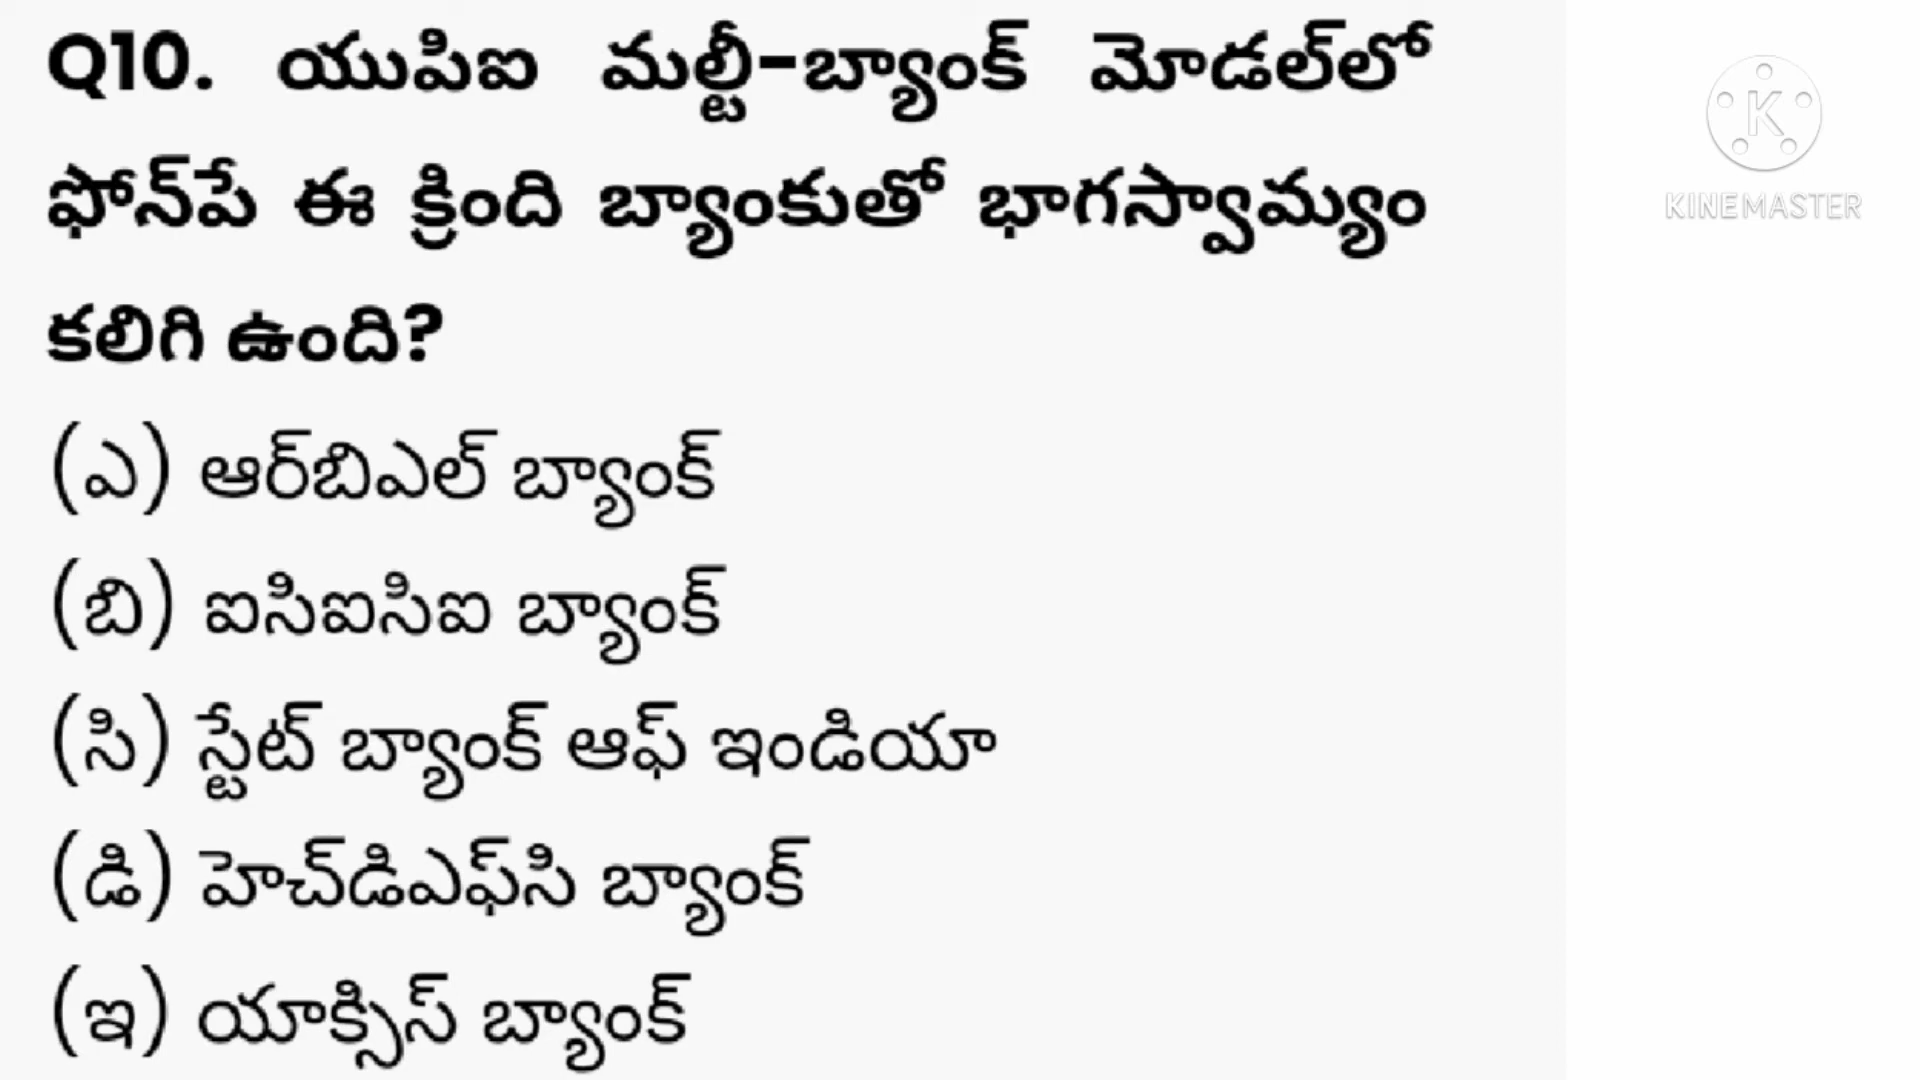 Q10. యుపిఐ మల్టీ-బ్యాంక్ మోడల్‌లో
ఫోన్‌పే ఈ క్రింది బ్యాంకుతో భాగస్వామ్యం
కలిగి ఉంది?
(ఎ) ఆర్‌బిఎల్ బ్యాంక్
(బి) ఐసిఐసిఐ బ్యాంక్
(సి) స్టేట్ బ్యాంక్ ఆఫ్ ఇండియా
(డి) హెచ్‌డిఎఫ్‌సి బ్యాంక్
(ఇ) యాక్సిస్ బ్యాంక్
K
KINEMASTER